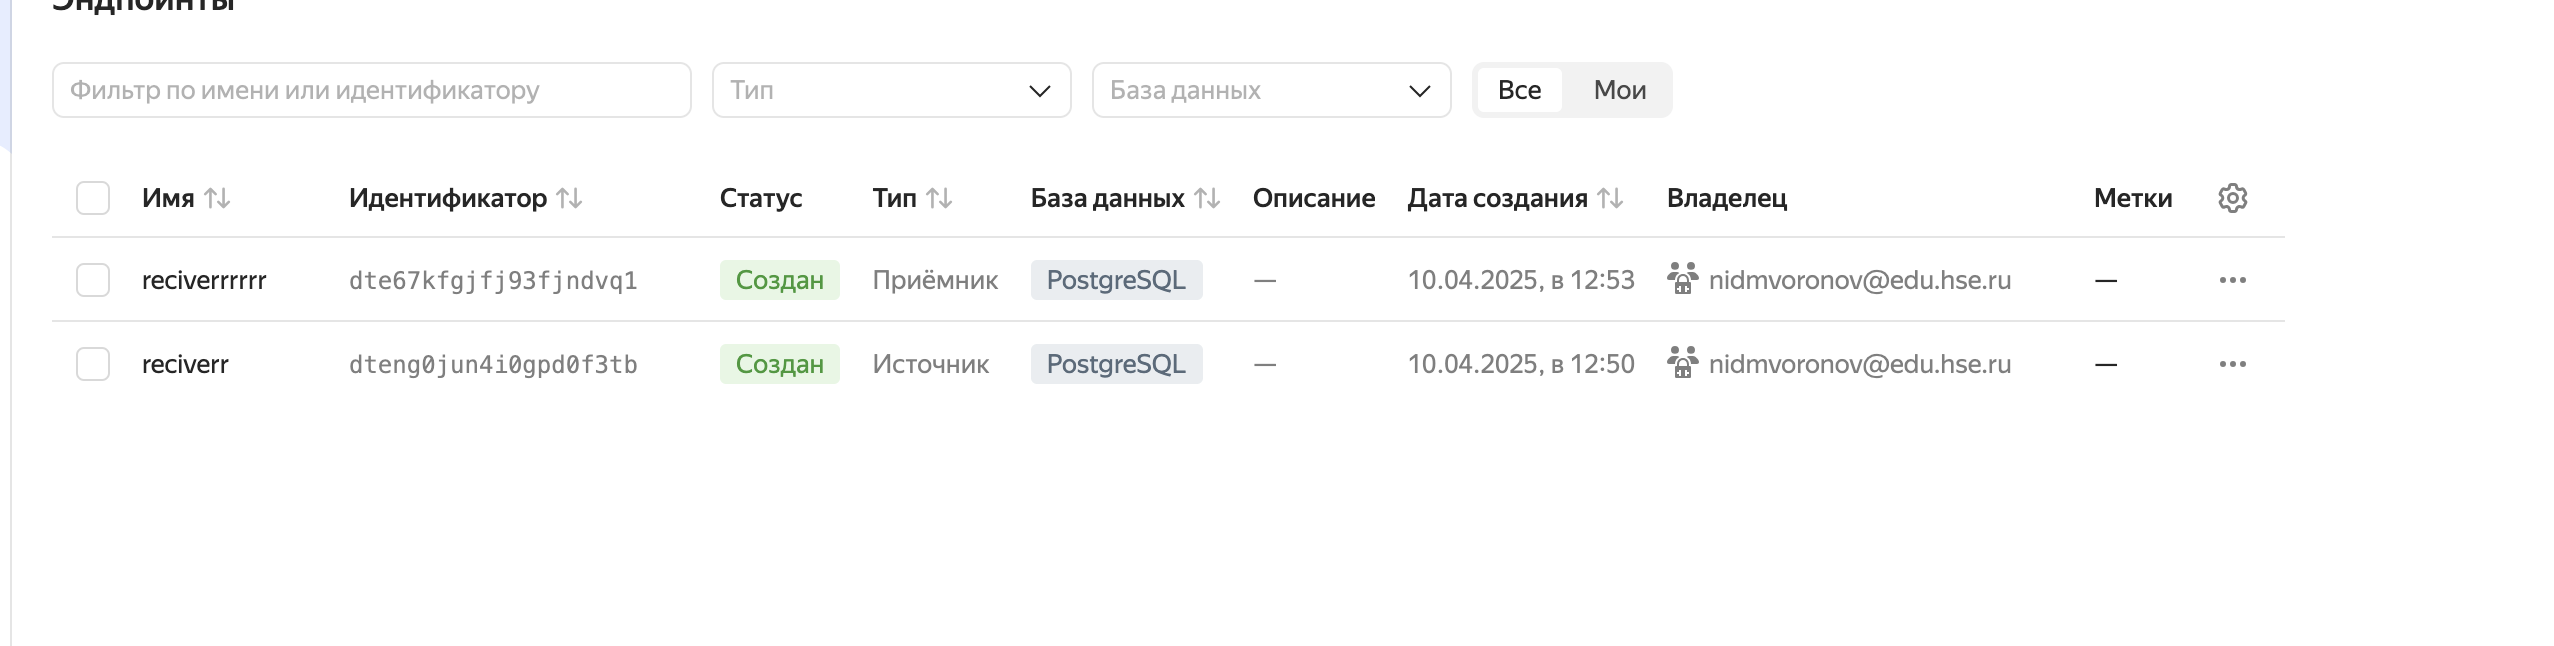 Эндпоинты
Фильтр по имени или идентификатору Тип База данных Все Мои
Имя Идентификатор Статус Тип База данных Описание Дата создания Владелец Метки
reciverrrrrr dte67kfgjfj93fjndvq1 Создан Приёмник PostgreSQL — 10.04.2025, в 12:53 nidmvoronov@edu.hse.ru —
reciverr dteng0jun4i0gpd0f3tb Создан Источник PostgreSQL — 10.04.2025, в 12:50 nidmvoronov@edu.hse.ru —